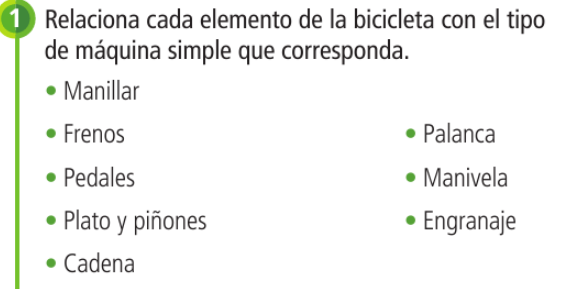 1 Relaciona cada elemento de la bicicleta con el tipo
de máquina simple que corresponda.
• Manillar
• Frenos
• Palanca
• Pedales
• Manivela
• Plato y piñones
• Engranaje
• Cadena